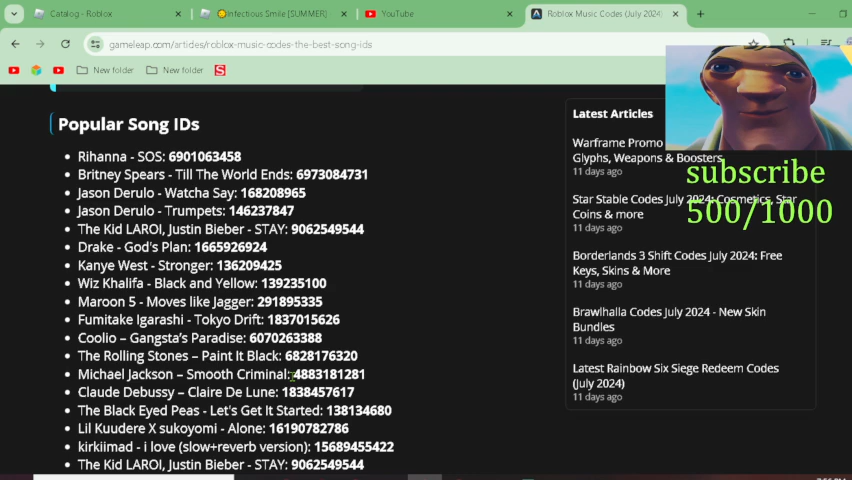 Catalog - Roblox
Infectious Smile [SUMMER]
YouTube
Roblox Music Codes (July 2024)
gameleap.com/articles/roblox-music-codes-the-best-song-ids
New folder
New folder
Popular Song IDs
Rihanna - SOS: 6901063458
Britney Spears - Till The World Ends: 6973084731
Jason Derulo - Watcha Say: 168208965
Jason Derulo - Trumpets: 146237847
The Kid LAROI, Justin Bieber - STAY: 9062549544
Drake - God's Plan: 1665926924
Kanye West - Stronger: 136209425
Wiz Khalifa - Black and Yellow: 139235100
Maroon 5 - Moves like Jagger: 291895335
Fumitake Igarashi - Tokyo Drift: 1837015626
Coolio – Gangsta's Paradise: 6070263388
The Rolling Stones – Paint It Black: 6828176320
Michael Jackson – Smooth Criminal: 4883181281
Claude Debussy – Claire De Lune: 1838457617
The Black Eyed Peas - Let's Get It Started: 138134680
Lil Kuudere X sukoyomi - Alone: 16190782786
kirkiimad - i love (slow+reverb version): 15689455422
The Kid LAROI, Justin Bieber - STAY: 9062549544
Latest Articles
Warframe Promo
Glyphs, Weapons & Boosters
11 days ago
Star Stable Codes July 2024: Cosmetics, Star
Coins & more
11 days ago
Borderlands 3 Shift Codes July 2024: Free
Keys, Skins & More
11 days ago
Brawlhalla Codes July 2024 - New Skin
Bundles
11 days ago
Latest Rainbow Six Siege Redeem Codes
(July 2024)
11 days ago
subscribe
500/1000